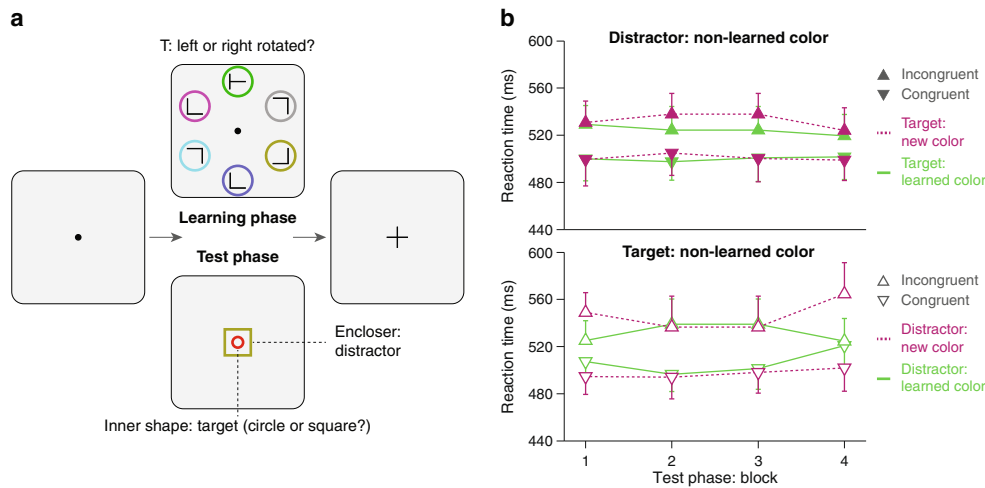 a
T: left or right rotated?
Learning phase
Test phase
Encloser:
distractor
Inner shape: target (circle or square?)
b
Distractor: non-learned color
Reaction time (ms)
600
560
520
480
440
Incongruent
Congruent
Target:
new color
Target:
learned color
Target: non-learned color
Reaction time (ms)
600
560
520
480
440
1 2 3 4
Test phase: block
Incongruent
Congruent
Distractor:
new color
Distractor:
learned color